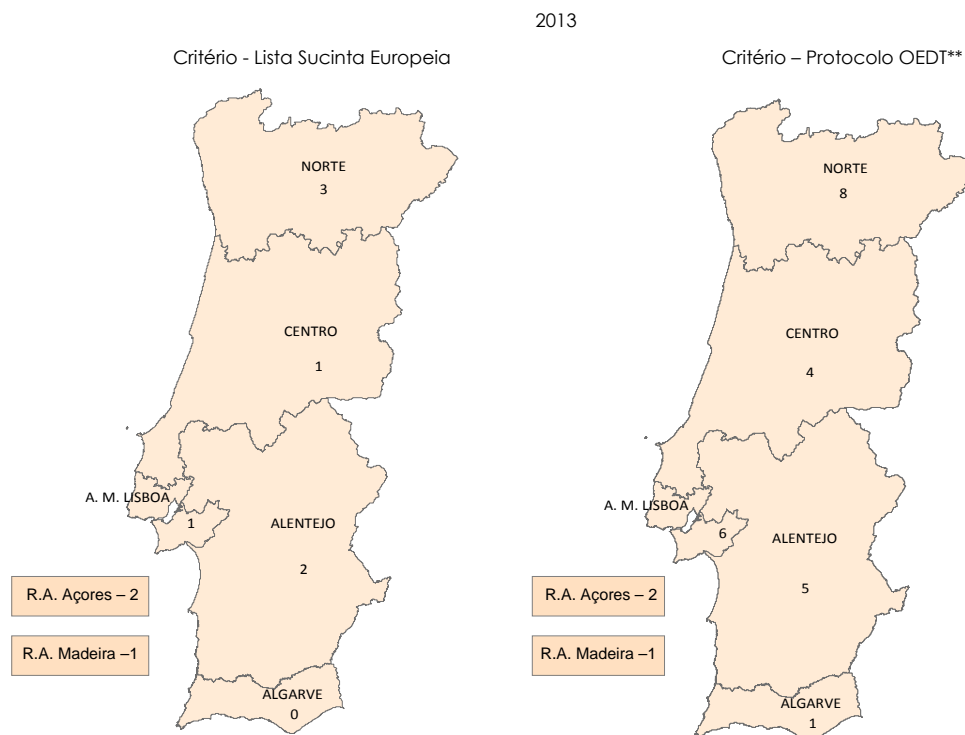 2013
Critério - Lista Sucinta Europeia
NORTE
3
CENTRO
1
A. M. LISBOA
1
ALENTEJO
2
R.A. Açores – 2
R.A. Madeira –1
ALGARVE
0
Critério – Protocolo OEDT**
NORTE
8
CENTRO
4
A. M. LISBOA
6
ALENTEJO
5
R.A. Açores – 2
R.A. Madeira –1
ALGARVE
1